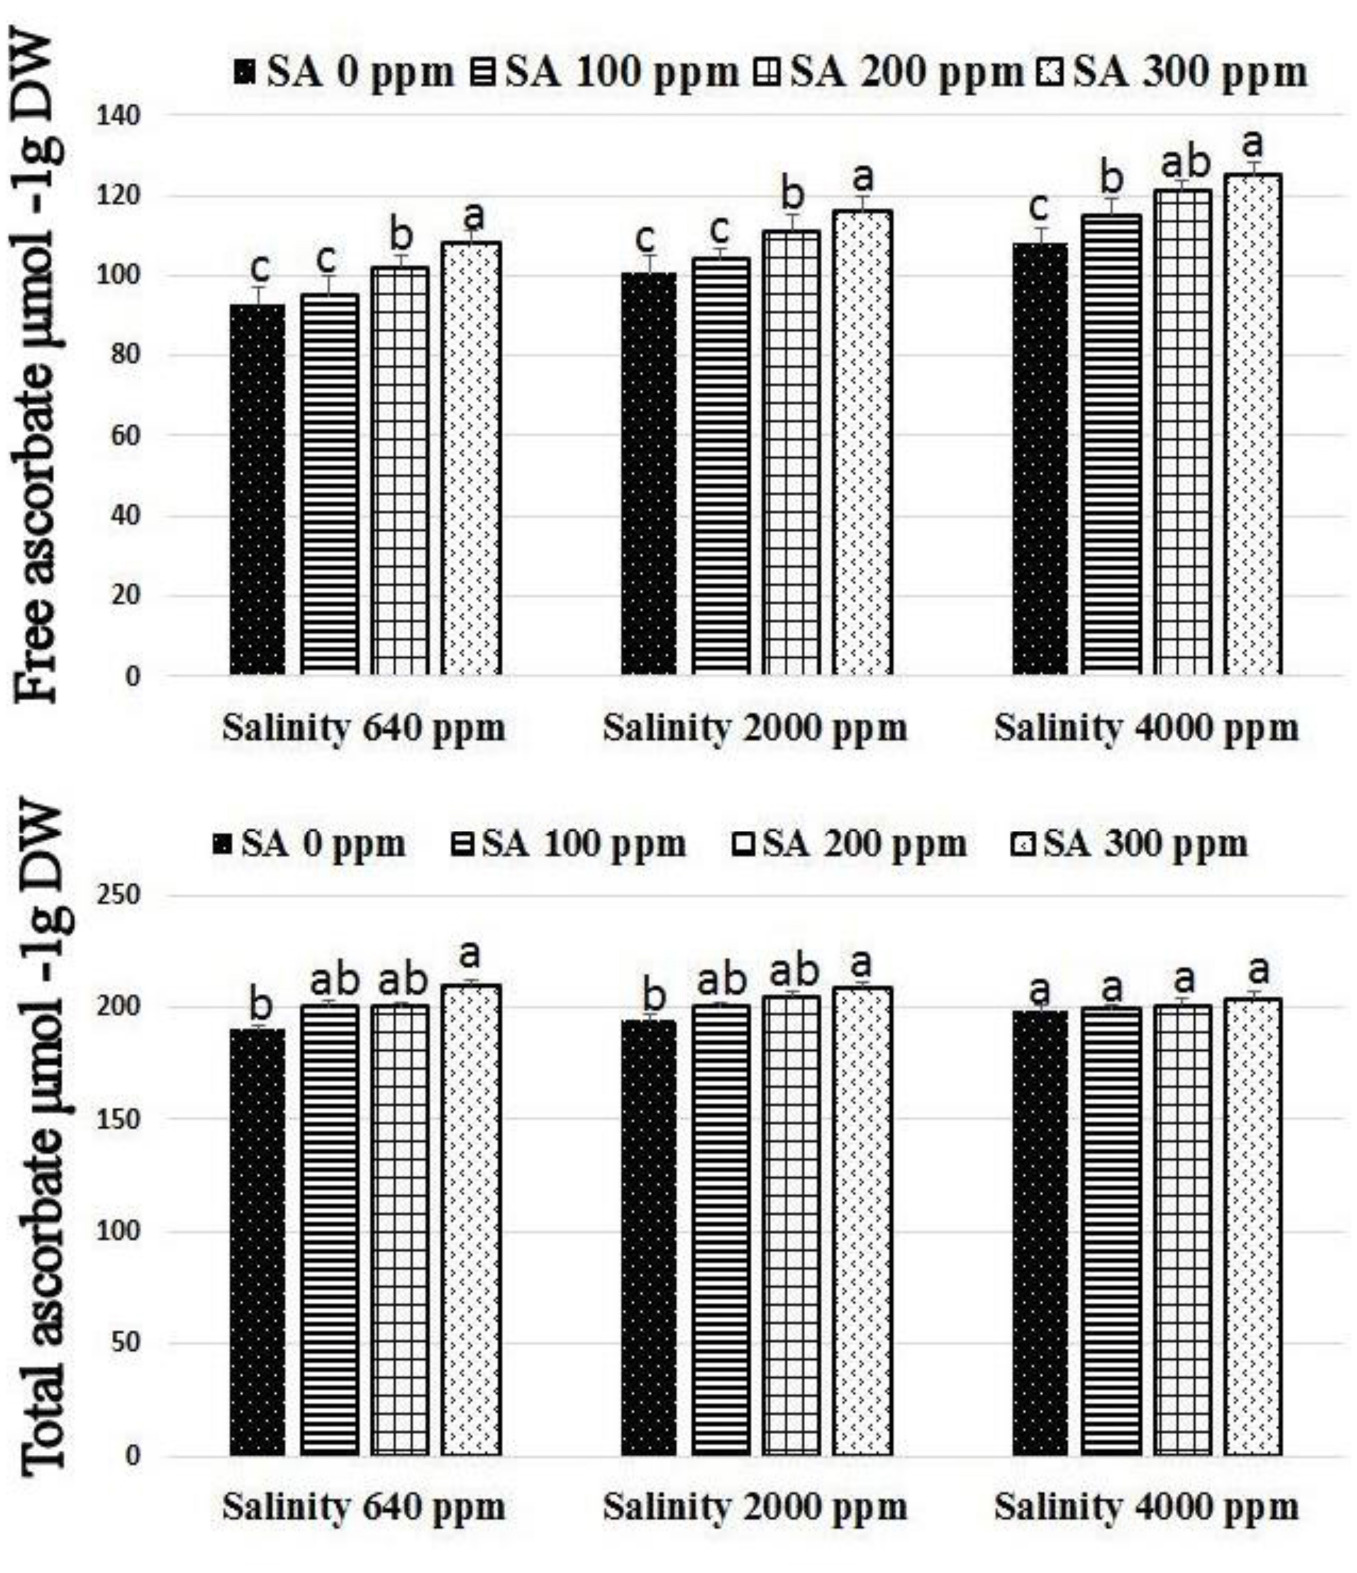 Free ascorbate µmol -1g DW
SA 0 ppm SA 100 ppm SA 200 ppm SA 300 ppm
140
120
100
80
60
40
20
0
c c b a
c c b a
c b ab a
Salinity 640 ppm Salinity 2000 ppm Salinity 4000 ppm
Total ascorbate µmol -1g DW
SA 0 ppm SA 100 ppm SA 200 ppm SA 300 ppm
250
200
150
100
50
0
b ab ab a
b ab ab a
a a a a
Salinity 640 ppm Salinity 2000 ppm Salinity 4000 ppm